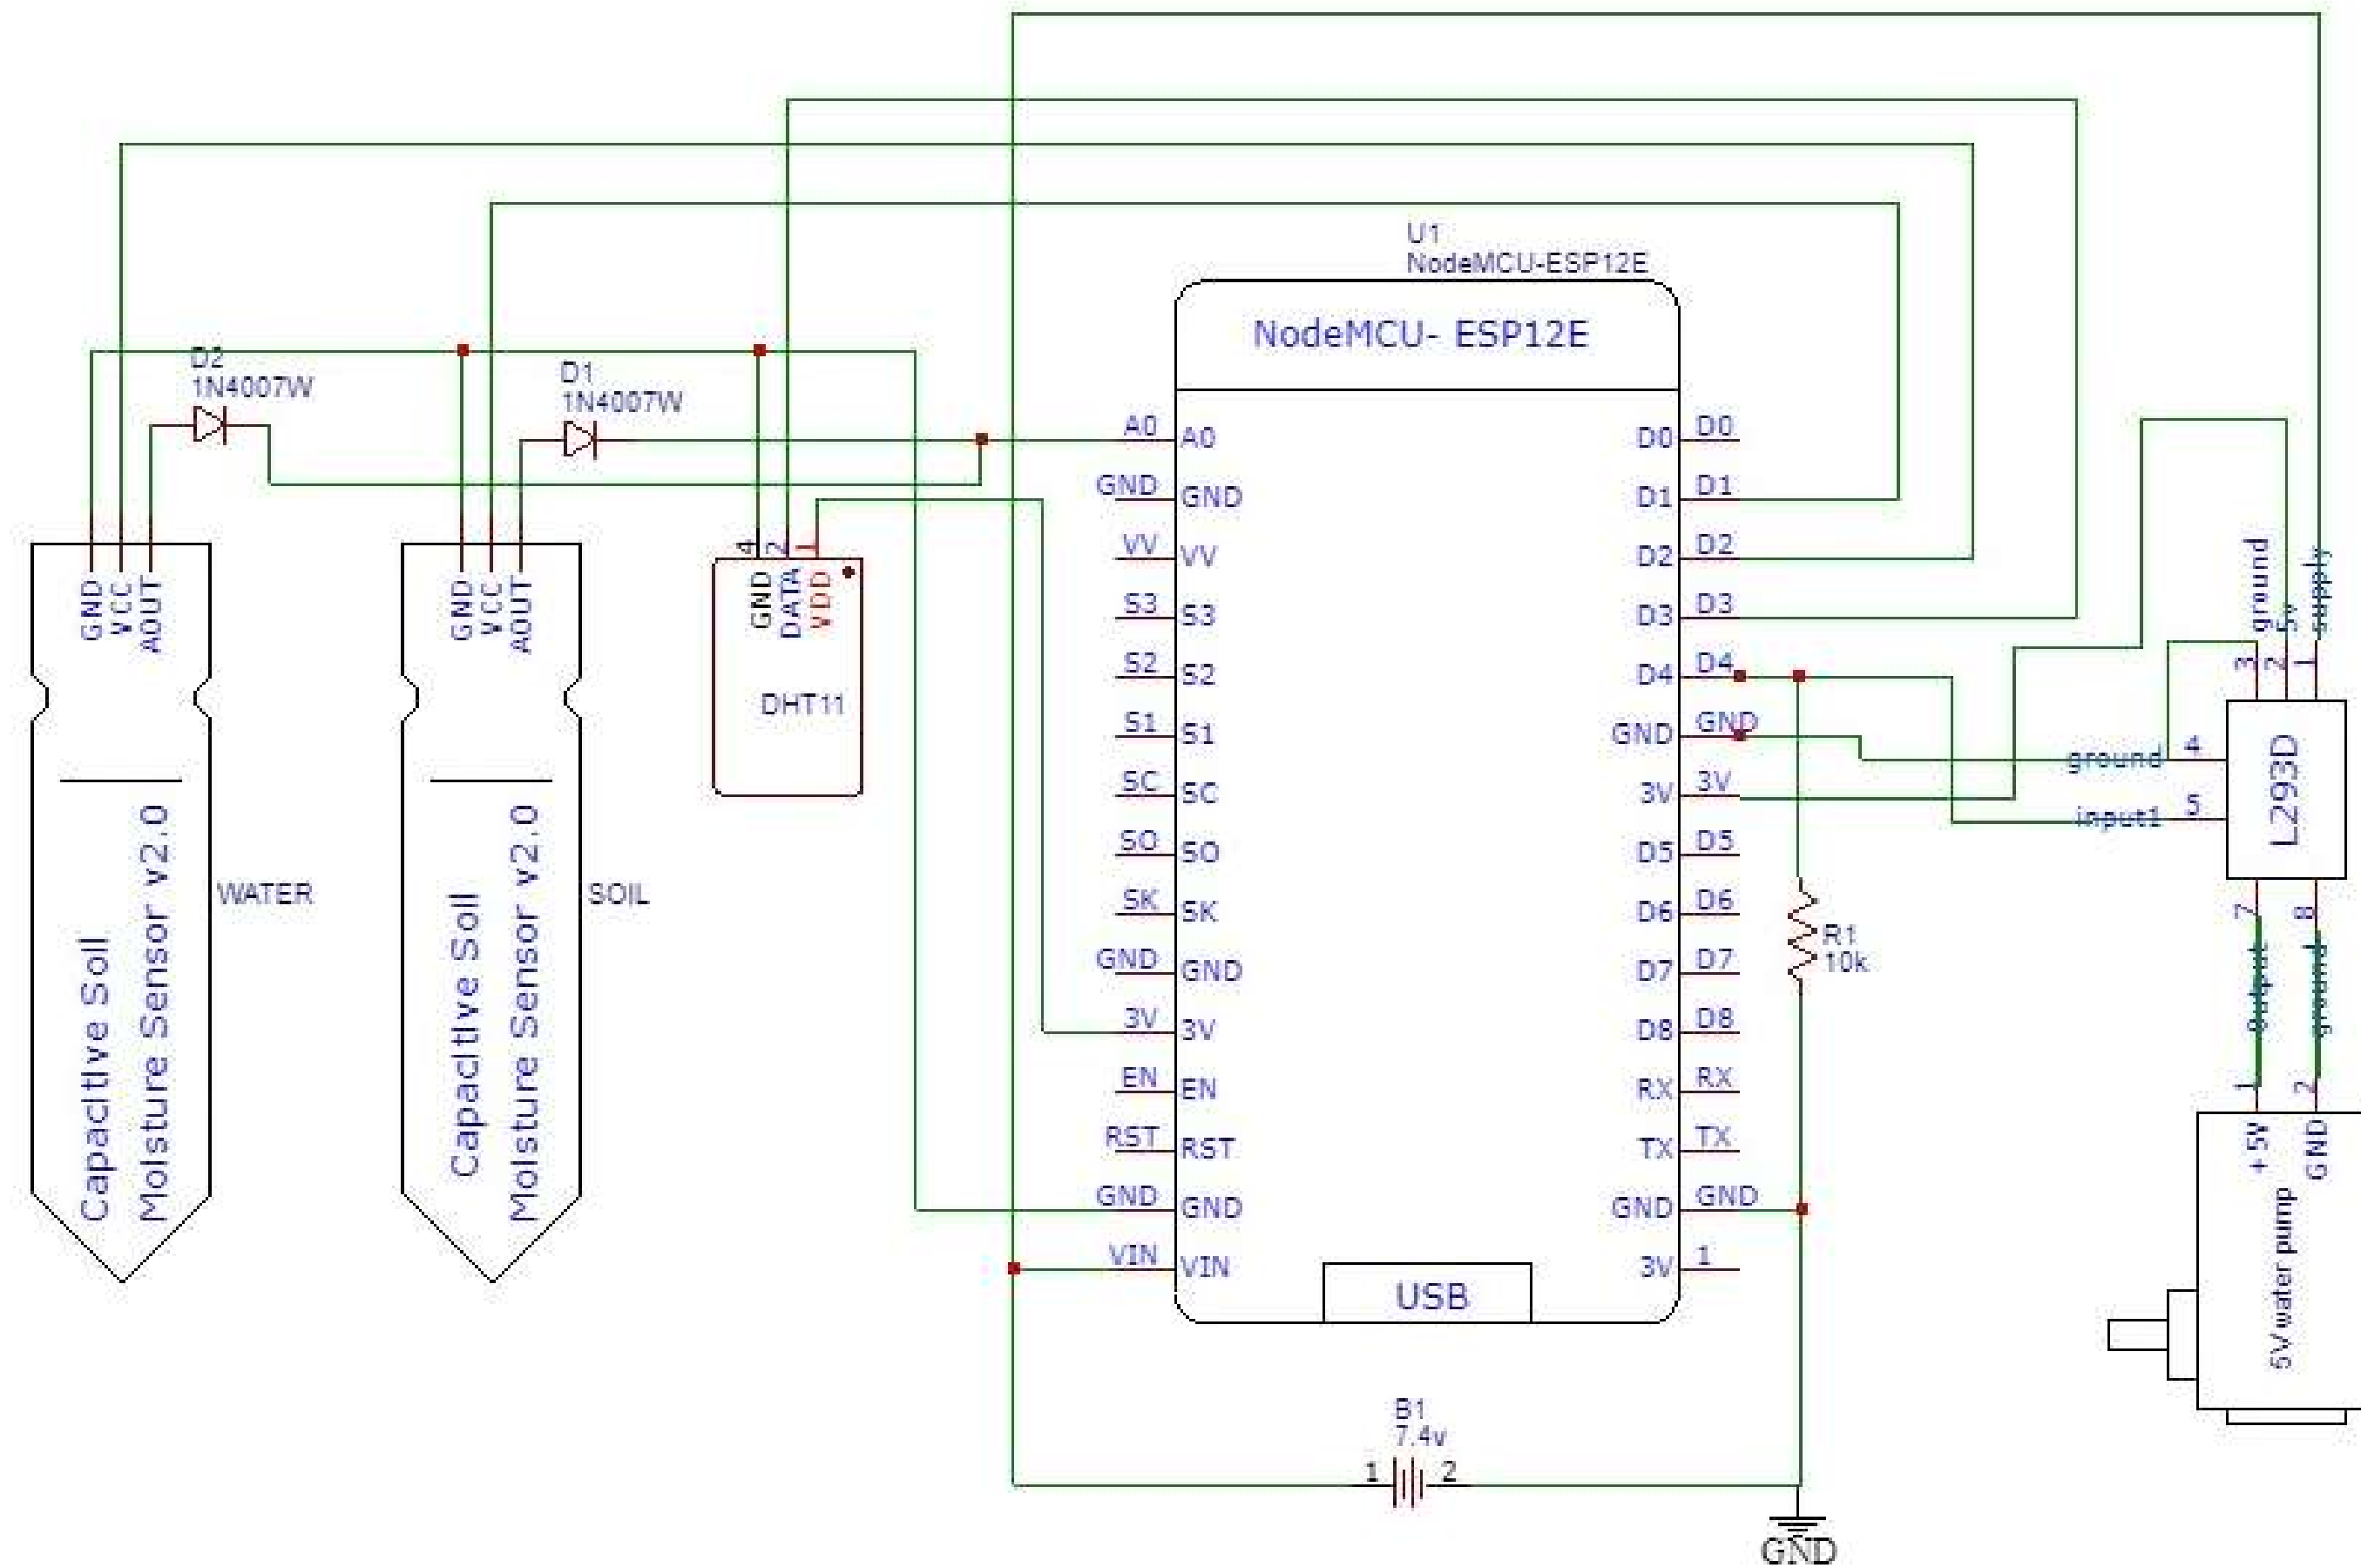 U1
NodeMCU-ESP12E
NodeMCU- ESP12E
D2
1N4007W
D1
1N4007W
A0 A0
GND GND
VV VV
S3 S3
S2 S2
S1 S1
SC SC
SO SO
SK SK
GND GND
3V 3V
EN EN
RST RST
GND GND
VIN VIN
D0 D0
D1 D1
D2 D2
D3 D3
D4 D4
GND GND
3V 3V
D5 D5
D6 D6
D7 D7
D8 D8
RX RX
TX TX
GND GND
3V 1
USB
GND
VCC
AOUT
Capacitive Soil
Moisture Sensor v2.0
WATER
GND
VCC
AOUT
Capacitive Soil
Moisture Sensor v2.0
SOIL
4
2
1
GND
DATA
VDD
DHT11
R1
10k
ground
5v
supply
3
2
1
ground 4
input1 5
L293D
7
8
Output
ground
1
2
+5V
GND
5V water pump
B1
7.4v
1
2
GND